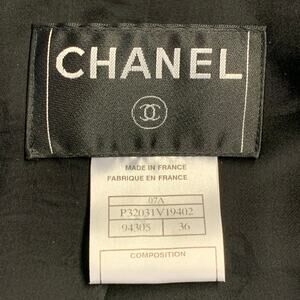 CHANEL
MADE IN FRANCE
FABRIQUE EN FRANCE
07A
P32031V19402
94305 36
COMPOSITION